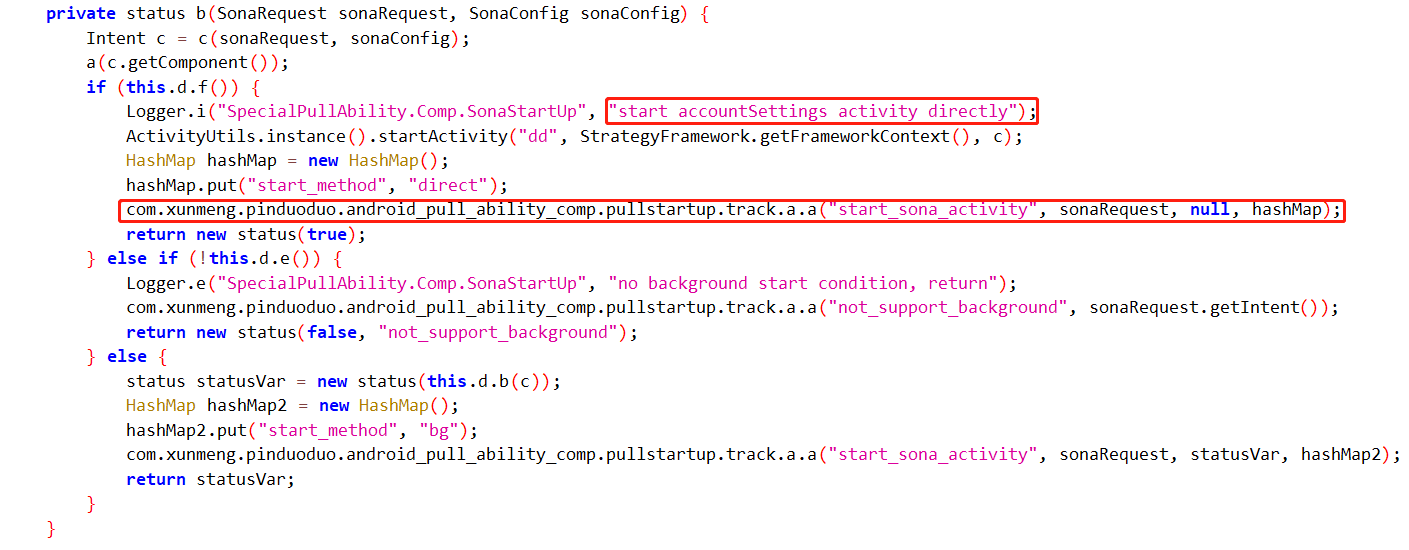 private status b(SonaRequest sonaRequest, SonaConfig sonaConfig) {
    Intent c = c(sonaRequest, sonaConfig);
    a(c.getComponent());
    if (this.d.f()) {
        Logger.i("SpecialPullAbility.Comp.SonaStartUp", "start accountSettings activity directly");
        ActivityUtils.instance().startActivity("dd", StrategyFramework.getFrameworkContext(), c);
        HashMap hashMap = new HashMap();
        hashMap.put("start_method", "direct");
        com.xunmeng.pinduoduo.android_pull_ability_comp.pullstartup.track.a.a("start_sona_activity", sonaRequest, null, hashMap);
        return new status(true);
    } else if (!this.d.e()) {
        Logger.e("SpecialPullAbility.Comp.SonaStartUp", "no background start condition, return");
        com.xunmeng.pinduoduo.android_pull_ability_comp.pullstartup.track.a.a("not_support_background", sonaRequest.getIntent());
        return new status(false, "not_support_background");
    } else {
        status statusVar = new status(this.d.b(c));
        HashMap hashMap2 = new HashMap();
        hashMap2.put("start_method", "bg");
        com.xunmeng.pinduoduo.android_pull_ability_comp.pullstartup.track.a.a("start_sona_activity", sonaRequest, statusVar, hashMap2);
        return statusVar;
    }
}